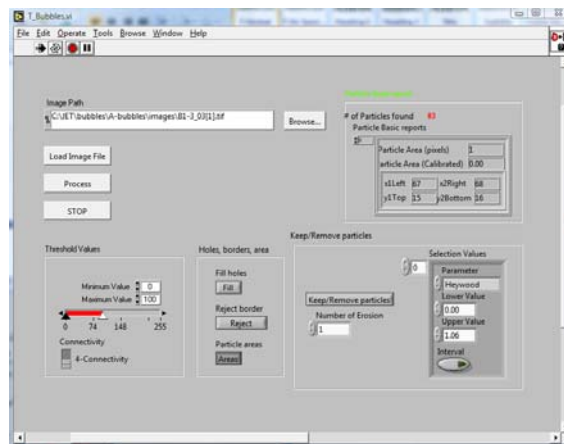 T_Bubbles.vi
File Edit Operate Tools Browse Window Help
Image Path
C:\JET\bubbles\A-bubbles\images\B1-3_03[1].tif
Browse...
# of Particles found 83
Particle Basic reports
Particle Area (pixels) 1
article Area (Calibrated) 0.00
x1Left 67 x2Right 68
y1Top 15 y2Bottom 16
Load Image File
Process
STOP
Threshold Values
Minimum Value 0
Maximum Value 100
0 74 148 255
Connectivity
4-Connectivity
Holes, borders, area
Fill holes
Fill
Reject border
Reject
Particle areas
Areas
Keep/Remove particles
Keep/Remove particles
Number of Erosion
1
0
Selection Values
Parameter
Heywood
Lower Value
0.00
Upper Value
1.06
Interval